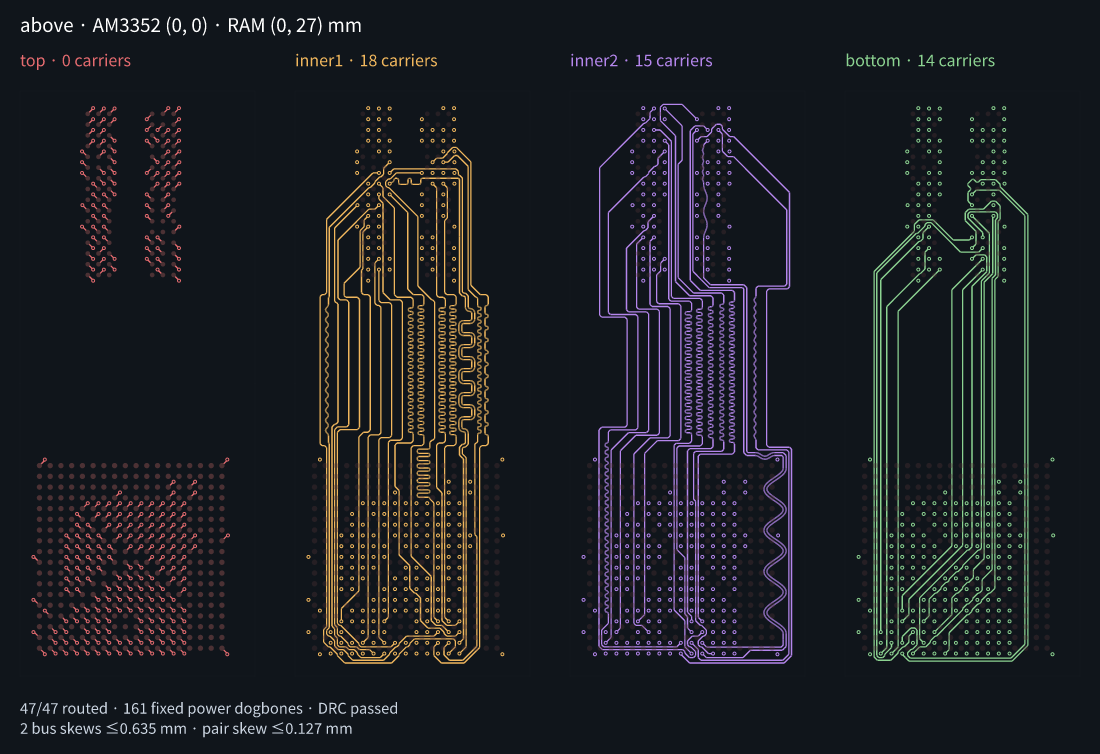 above · AM3352 (0, 0) · RAM (0, 27) mm
top · 0 carriers
inner1 · 18 carriers
inner2 · 15 carriers
bottom · 14 carriers
47/47 routed · 161 fixed power dogbones · DRC passed
2 bus skews ≤0.635 mm · pair skew ≤0.127 mm